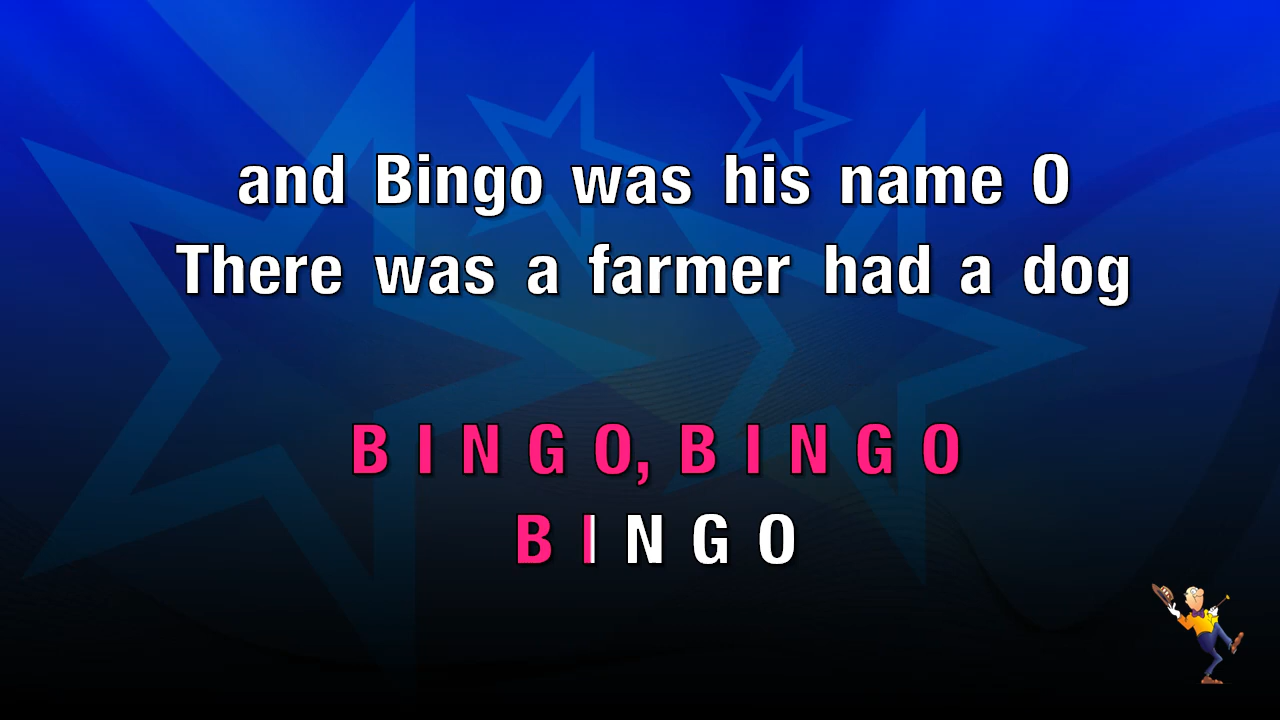 and Bingo was his name O
There was a farmer had a dog
B I N G O, B I N G O
B I N G O